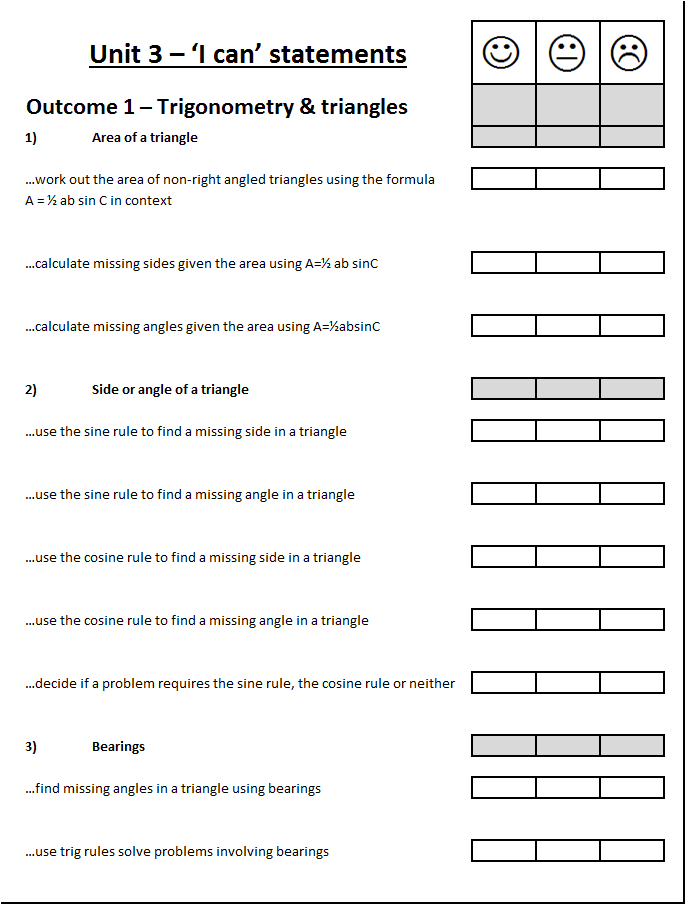 Unit 3 – ‘I can’ statements
Outcome 1 – Trigonometry & triangles
1) Area of a triangle
…work out the area of non-right angled triangles using the formula
A = ½ ab sin C in context
…calculate missing sides given the area using A=½ ab sinC
…calculate missing angles given the area using A=½absinC
2) Side or angle of a triangle
…use the sine rule to find a missing side in a triangle
…use the sine rule to find a missing angle in a triangle
…use the cosine rule to find a missing side in a triangle
…use the cosine rule to find a missing angle in a triangle
…decide if a problem requires the sine rule, the cosine rule or neither
3) Bearings
…find missing angles in a triangle using bearings
…use trig rules solve problems involving bearings